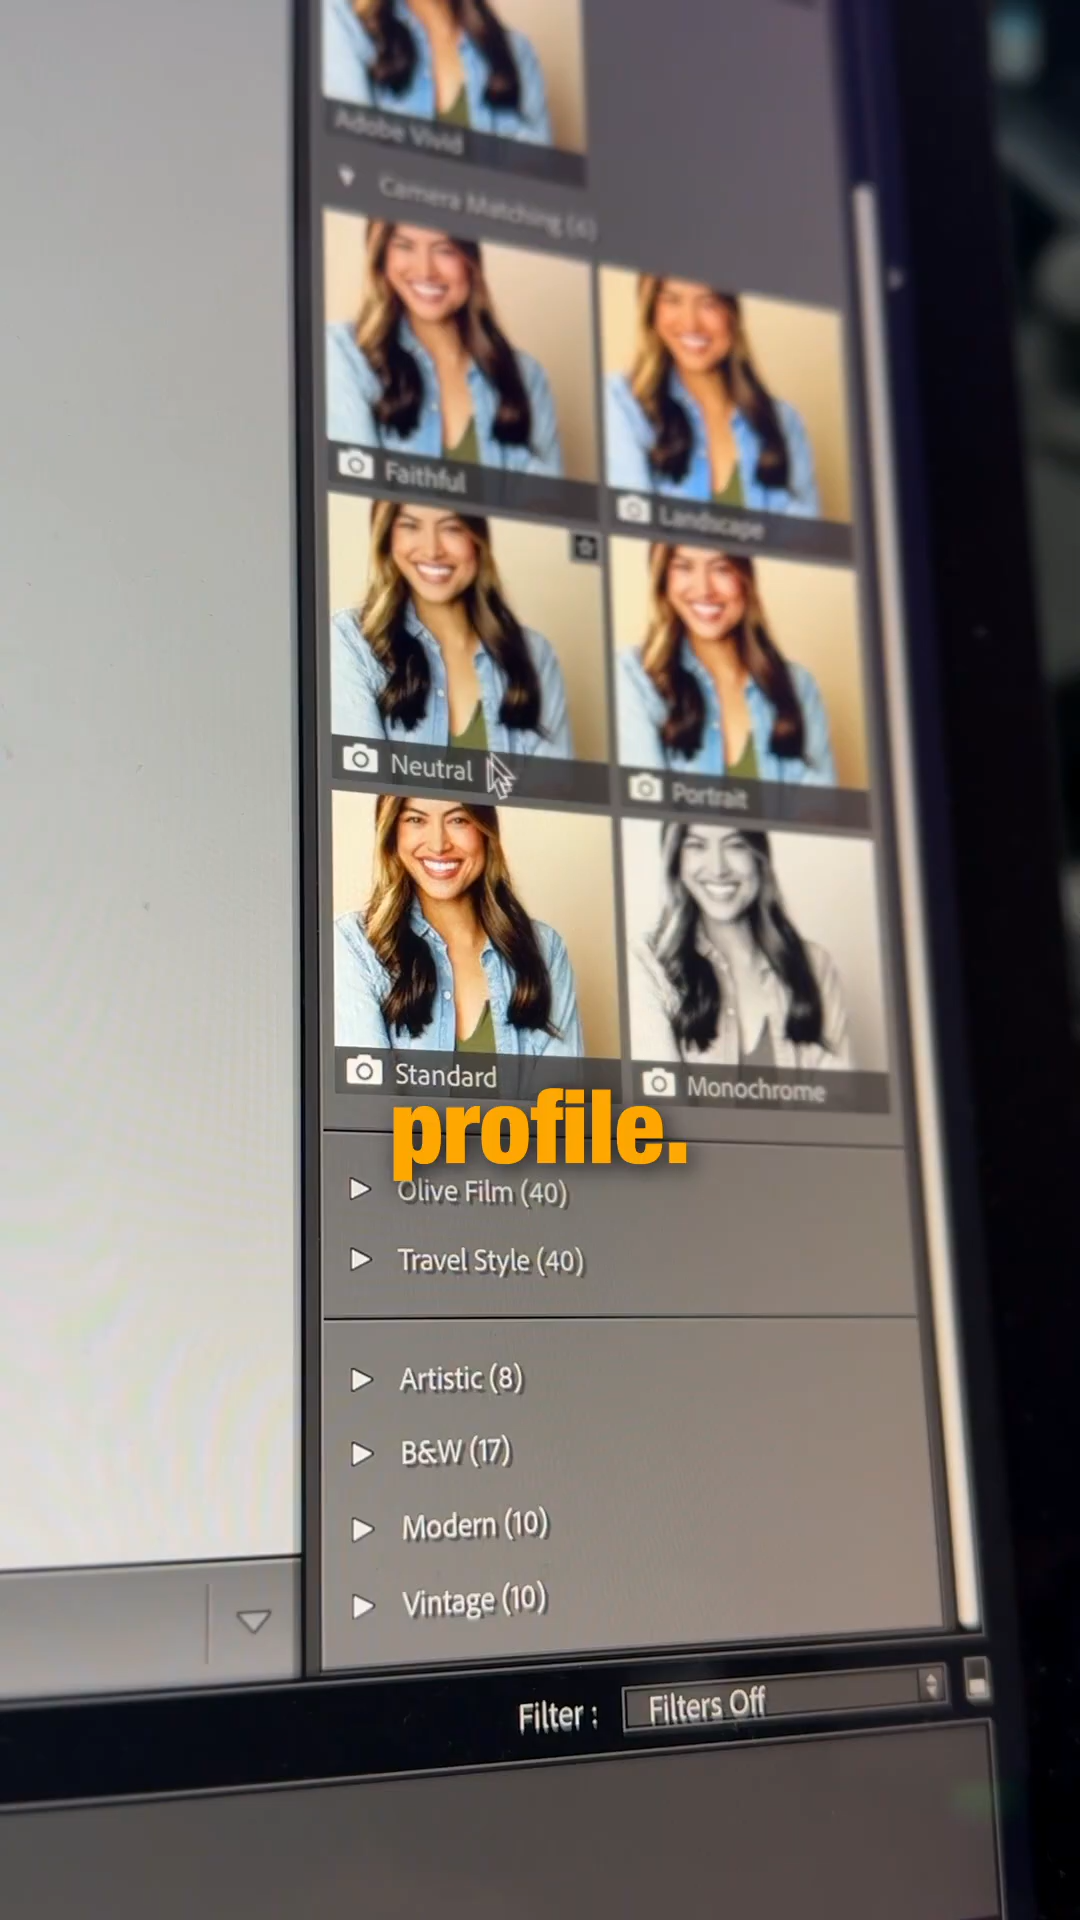 Adobe Vivid
Camera Matching (6)
Faithful
Landscape
Neutral
Portrait
Standard
Monochrome
profile.
Olive Film (40)
Travel Style (40)
Artistic (8)
B&W (17)
Modern (10)
Vintage (10)
Filter :
Filters Off